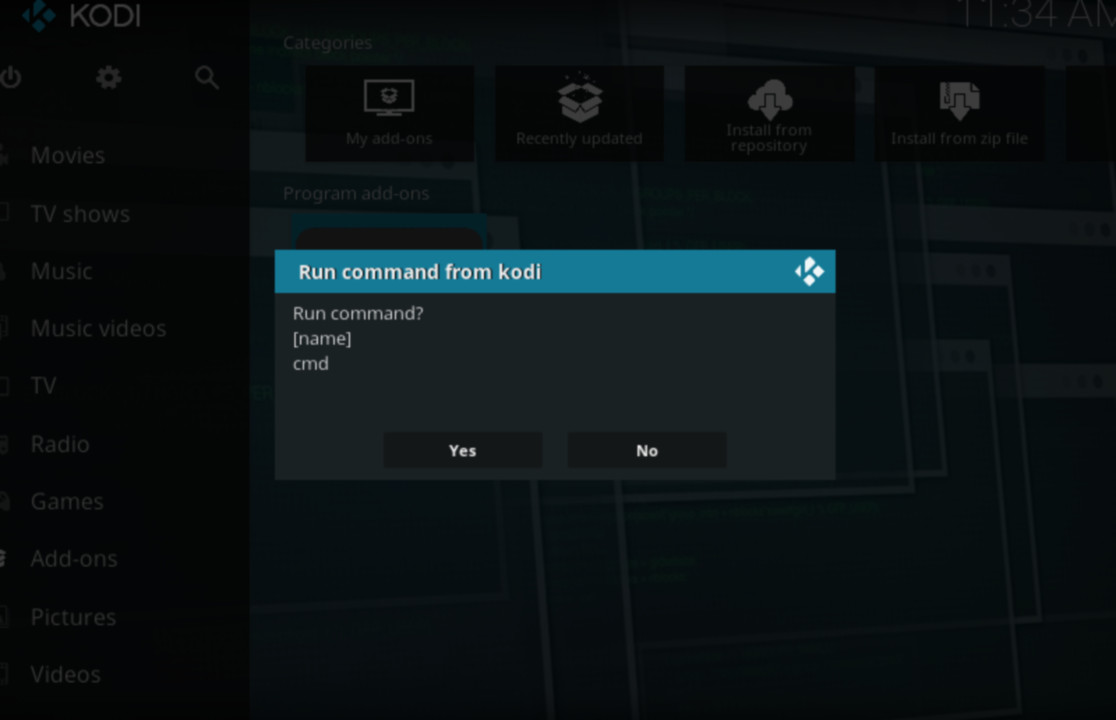 KODI
11:34 AM
Categories
My add-ons
Recently updated
Install from
repository
Install from zip file
Movies
TV shows
Music
Music videos
TV
Radio
Games
Add-ons
Pictures
Videos
Program add-ons
Run command from kodi
Run command?
[name]
cmd
Yes
No